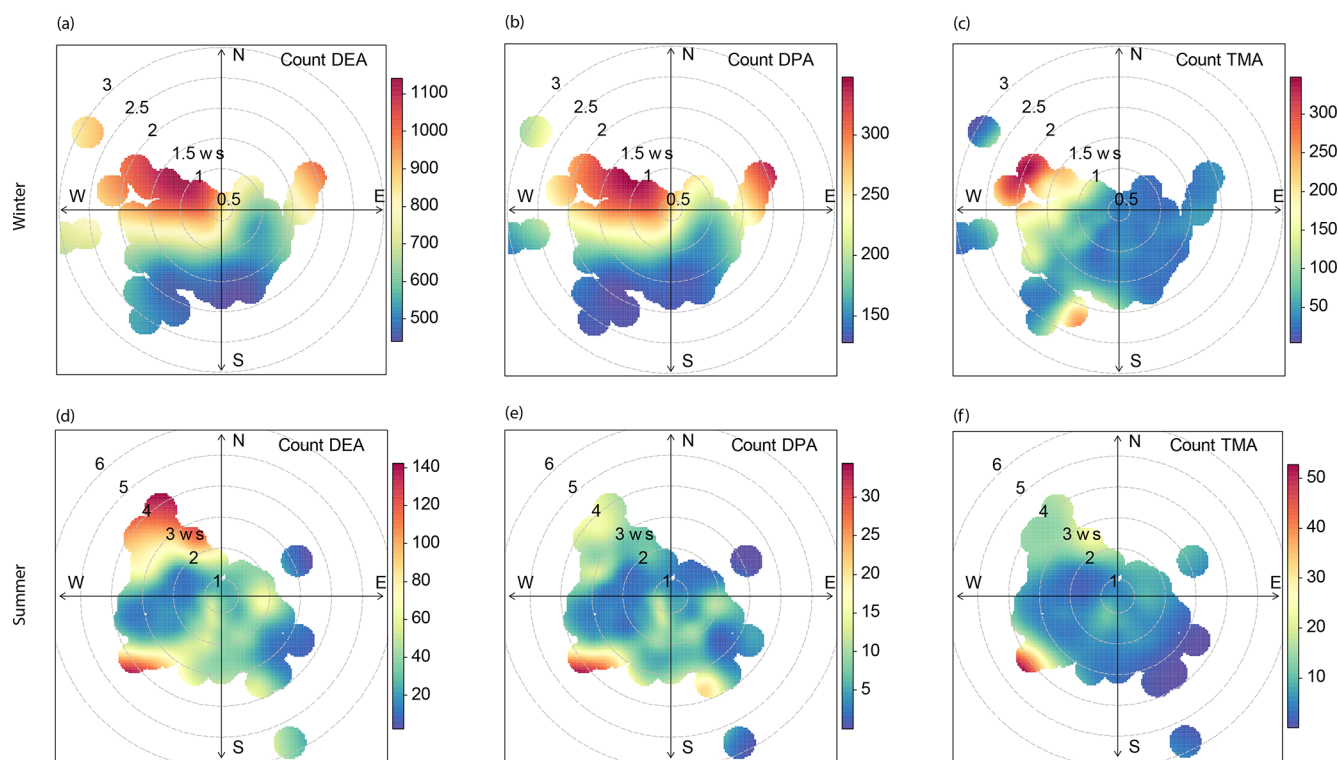 (a)
(b)
(c)
Winter
N
Count DEA
3
2.5
2
1.5 w s
1
0.5
W
E
S
1100
1000
900
800
700
600
500
N
Count DPA
3
2.5
2
1.5 w s
1
0.5
W
E
S
300
250
200
150
N
Count TMA
3
2.5
2
1.5 w s
1
0.5
W
E
S
300
250
200
150
100
50
(d)
(e)
(f)
Summer
N
Count DEA
6
5
4
3 w s
2
1
W
E
S
140
120
100
80
60
40
20
N
Count DPA
6
5
4
3 w s
2
1
W
E
S
30
25
20
15
10
5
N
Count TMA
6
5
4
3 w s
2
1
W
E
S
50
40
30
20
10